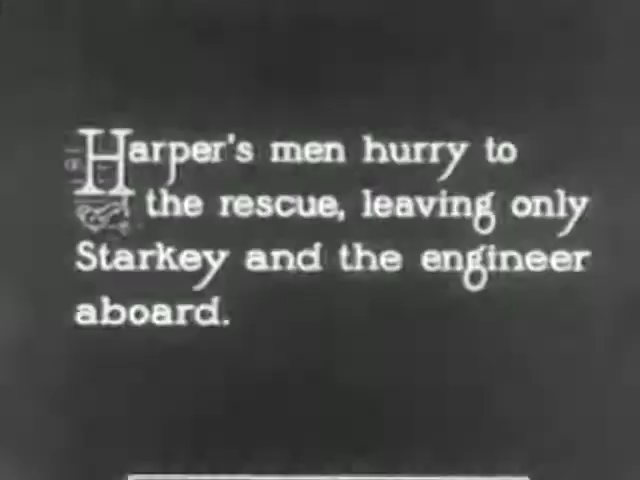 Harper's men hurry to
the rescue, leaving only
Starkey and the engineer
aboard.